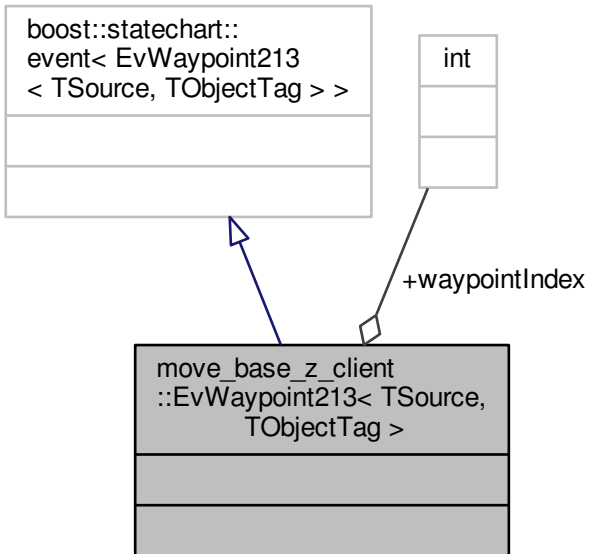 boost::statechart::
event< EvWaypoint213
< TSource, TObjectTag > >
int
+waypointIndex
move_base_z_client
::EvWaypoint213< TSource,
TObjectTag >